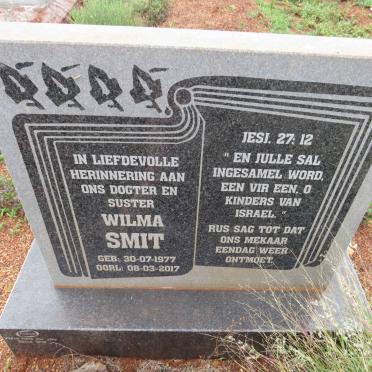 IN LIEFDEVOLLE
HERINNERING AAN
ONS DOGTER EN
SUSTER
WILMA
SMIT
GEB: 30-07-1977
OORL: 08-03-2017
JESJ. 27: 12
"EN JULLE SAL
INGESAMEL WORD,
EEN VIR EEN, O
KINDERS VAN
ISRAEL."
RUS SAG TOT DAT
ONS MEKAAR
EENDAG WEER
ONTMOET.